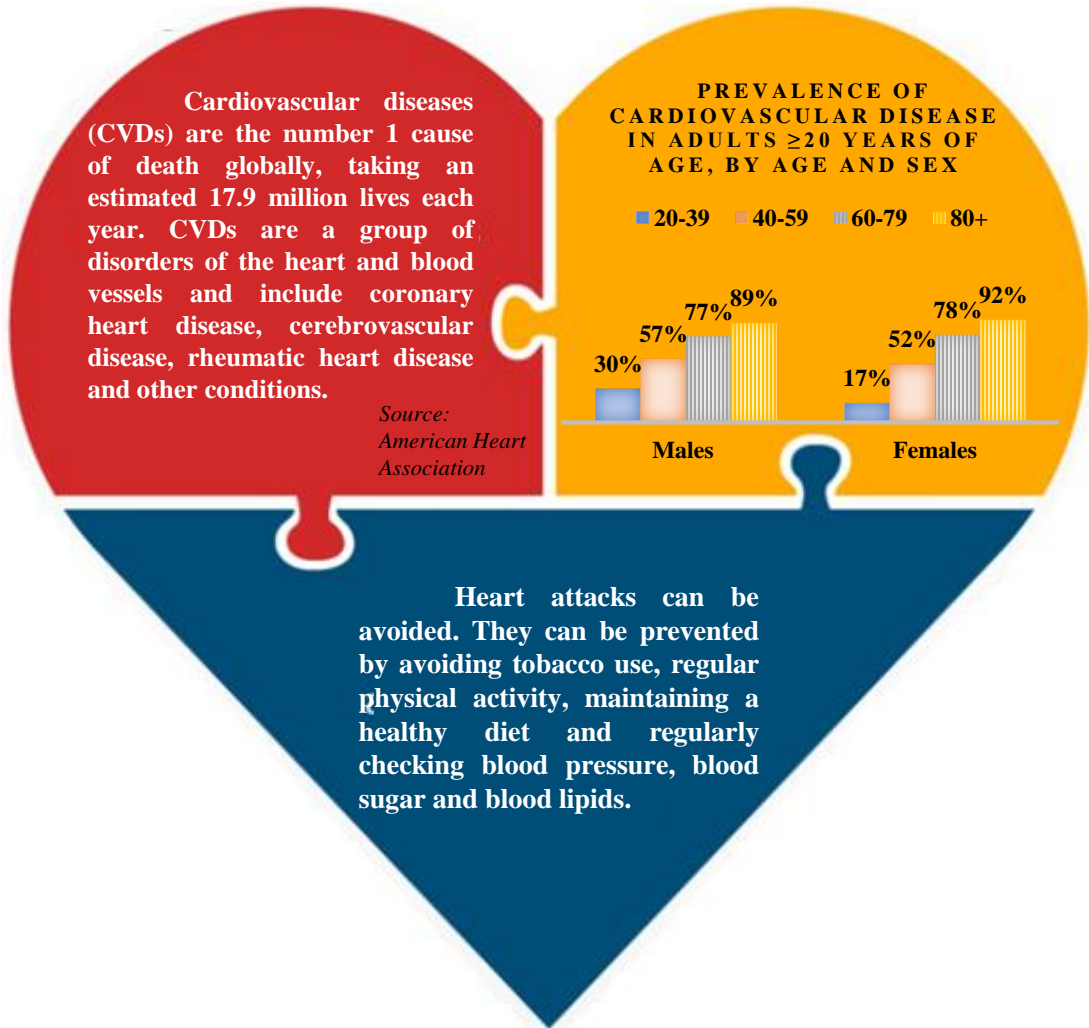 Cardiovascular diseases
(CVDs) are the number 1 cause
of death globally, taking an
estimated 17.9 million lives each
year. CVDs are a group of
disorders of the heart and blood
vessels and include coronary
heart disease, cerebrovascular
disease, rheumatic heart disease
and other conditions.
Source:
American Heart
Association
PREVALENCE OF
CARDIOVASCULAR DISEASE
IN ADULTS ≥20 YEARS OF
AGE, BY AGE AND SEX
20-39 40-59 60-79 80+
30% 57% 77% 89% 17% 52% 78% 92%
Males Females
Heart attacks can be
avoided. They can be prevented
by avoiding tobacco use, regular
physical activity, maintaining a
healthy diet and regularly
checking blood pressure, blood
sugar and blood lipids.